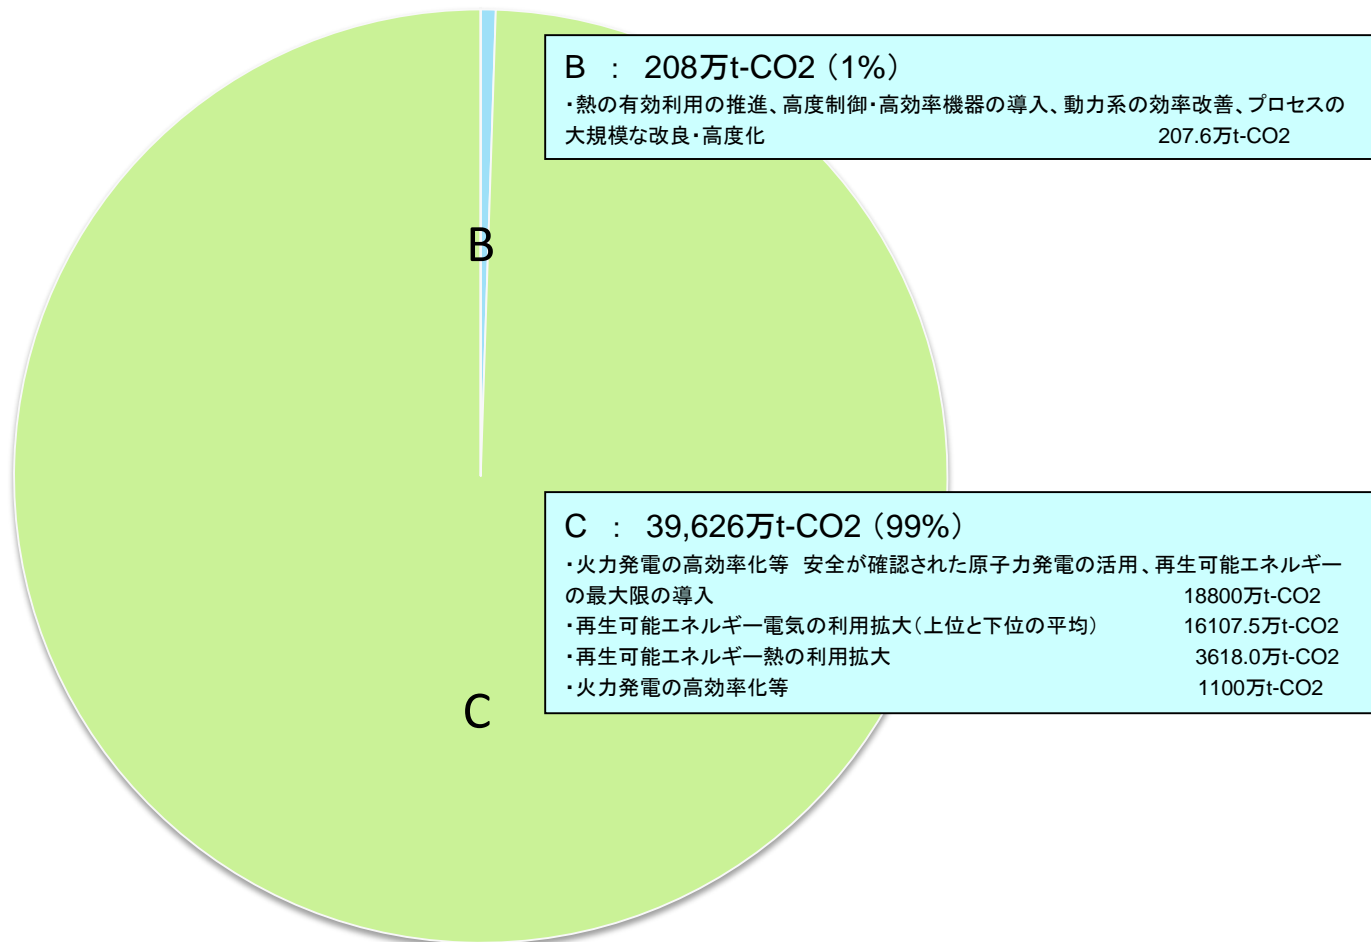 B ： 208万t-CO2（1%）
・熱の有効利用の推進、高度制御・高効率機器の導入、動力系の効率改善、プロセスの
大規模な改良・高度化 207.6万t-CO2
B
C ： 39,626万t-CO2（99%）
・火力発電の高効率化等 安全が確認された原子力発電の活用、再生可能エネルギー
の最大限の導入 18800万t-CO2
・再生可能エネルギー電気の利用拡大（上位と下位の平均） 16107.5万t-CO2
・再生可能エネルギー熱の利用拡大 3618.0万t-CO2
・火力発電の高効率化等 1100万t-CO2
C